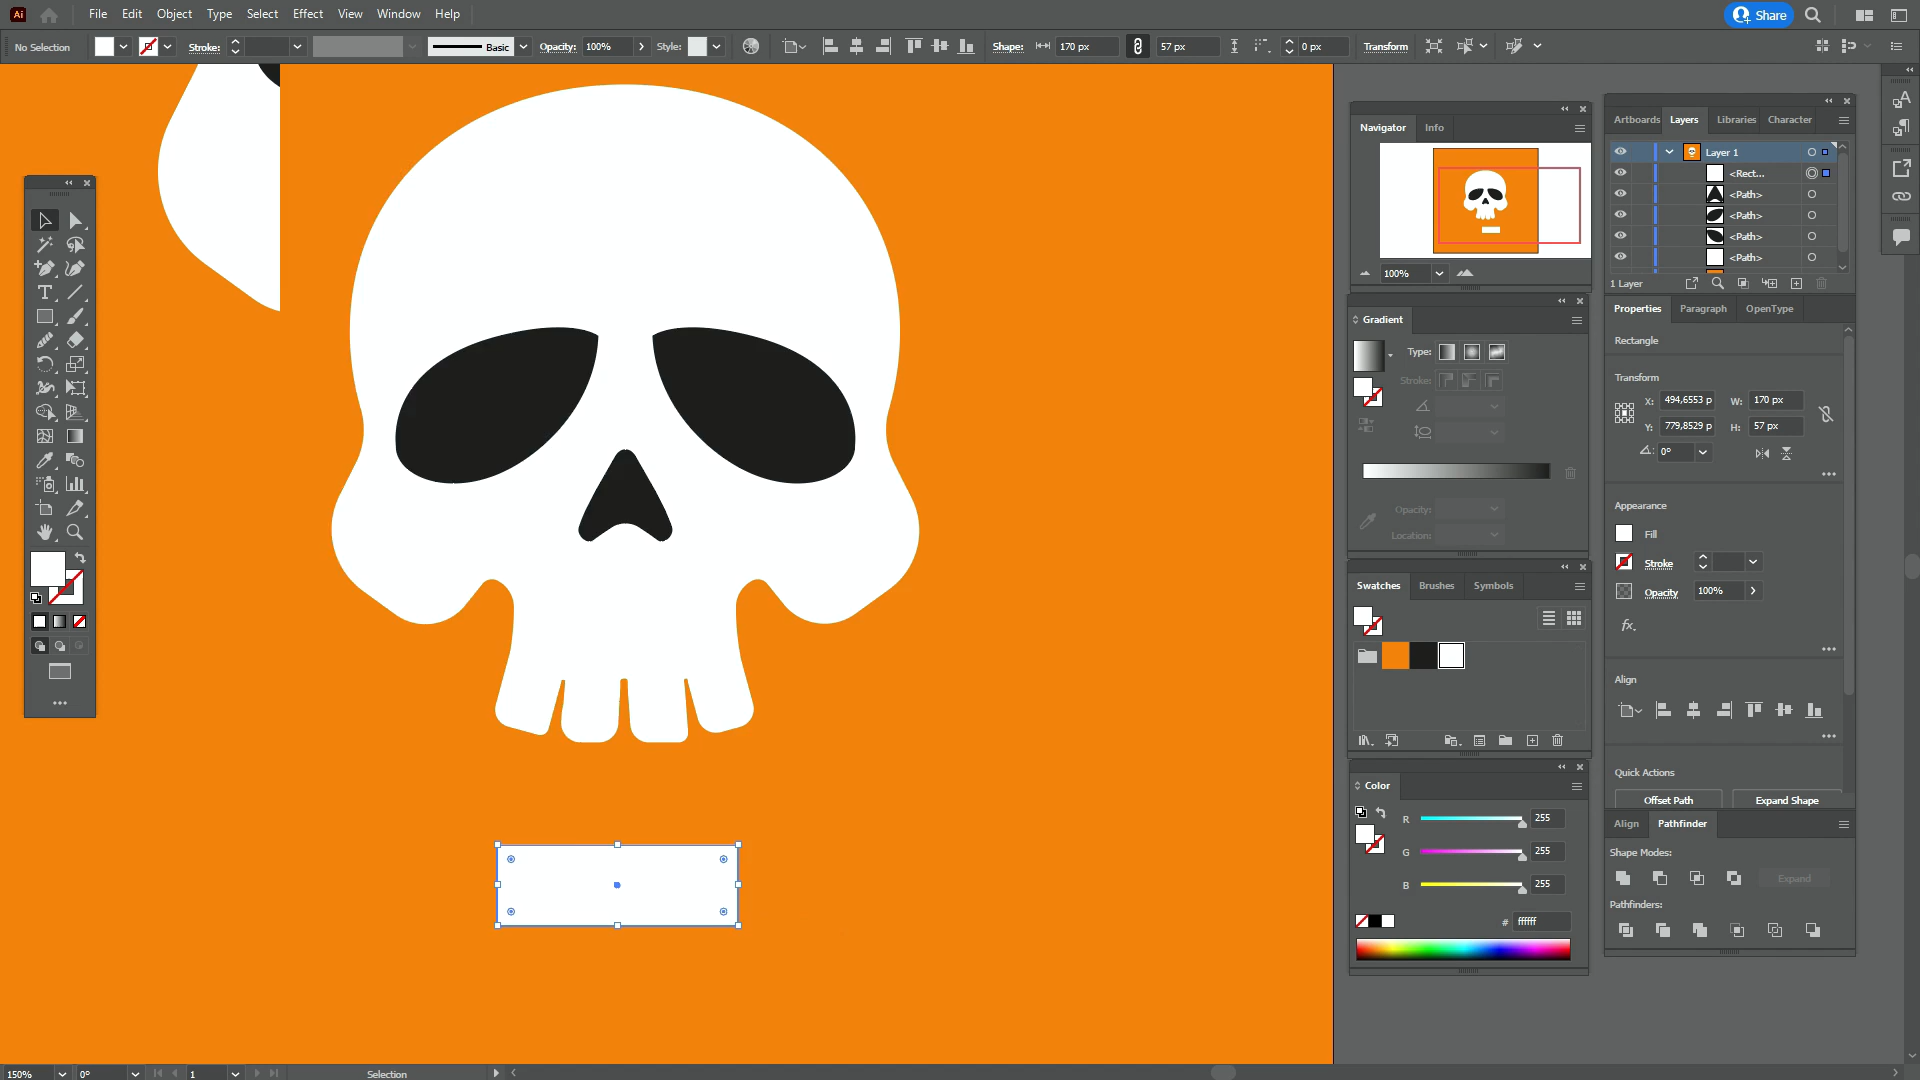 Ai File Edit Object Type Select Effect View Window Help Share
No Selection Stroke: Basic Opacity: 100% Style: Shape: 170 px 57 px 0 px Transform
Navigator Info
100%
Artboards Layers Libraries Character
Layer 1
<Rect...
<Path>
<Path>
<Path>
<Path>
1 Layer
Gradient
Type:
Stroke:
Opacity:
Location:
Properties Paragraph OpenType
Rectangle
Transform
X: 494,6553 p W: 170 px
Y: 779,8529 p H: 57 px
0°
Appearance
Fill
Stroke
Opacity 100%
fx.
Align
Quick Actions
Offset Path Expand Shape
Swatches Brushes Symbols
Color
R 255
G 255
B 255
# ffffff
Align Pathfinder
Shape Modes:
Expand
Pathfinders:
150% 0° 1 Selection